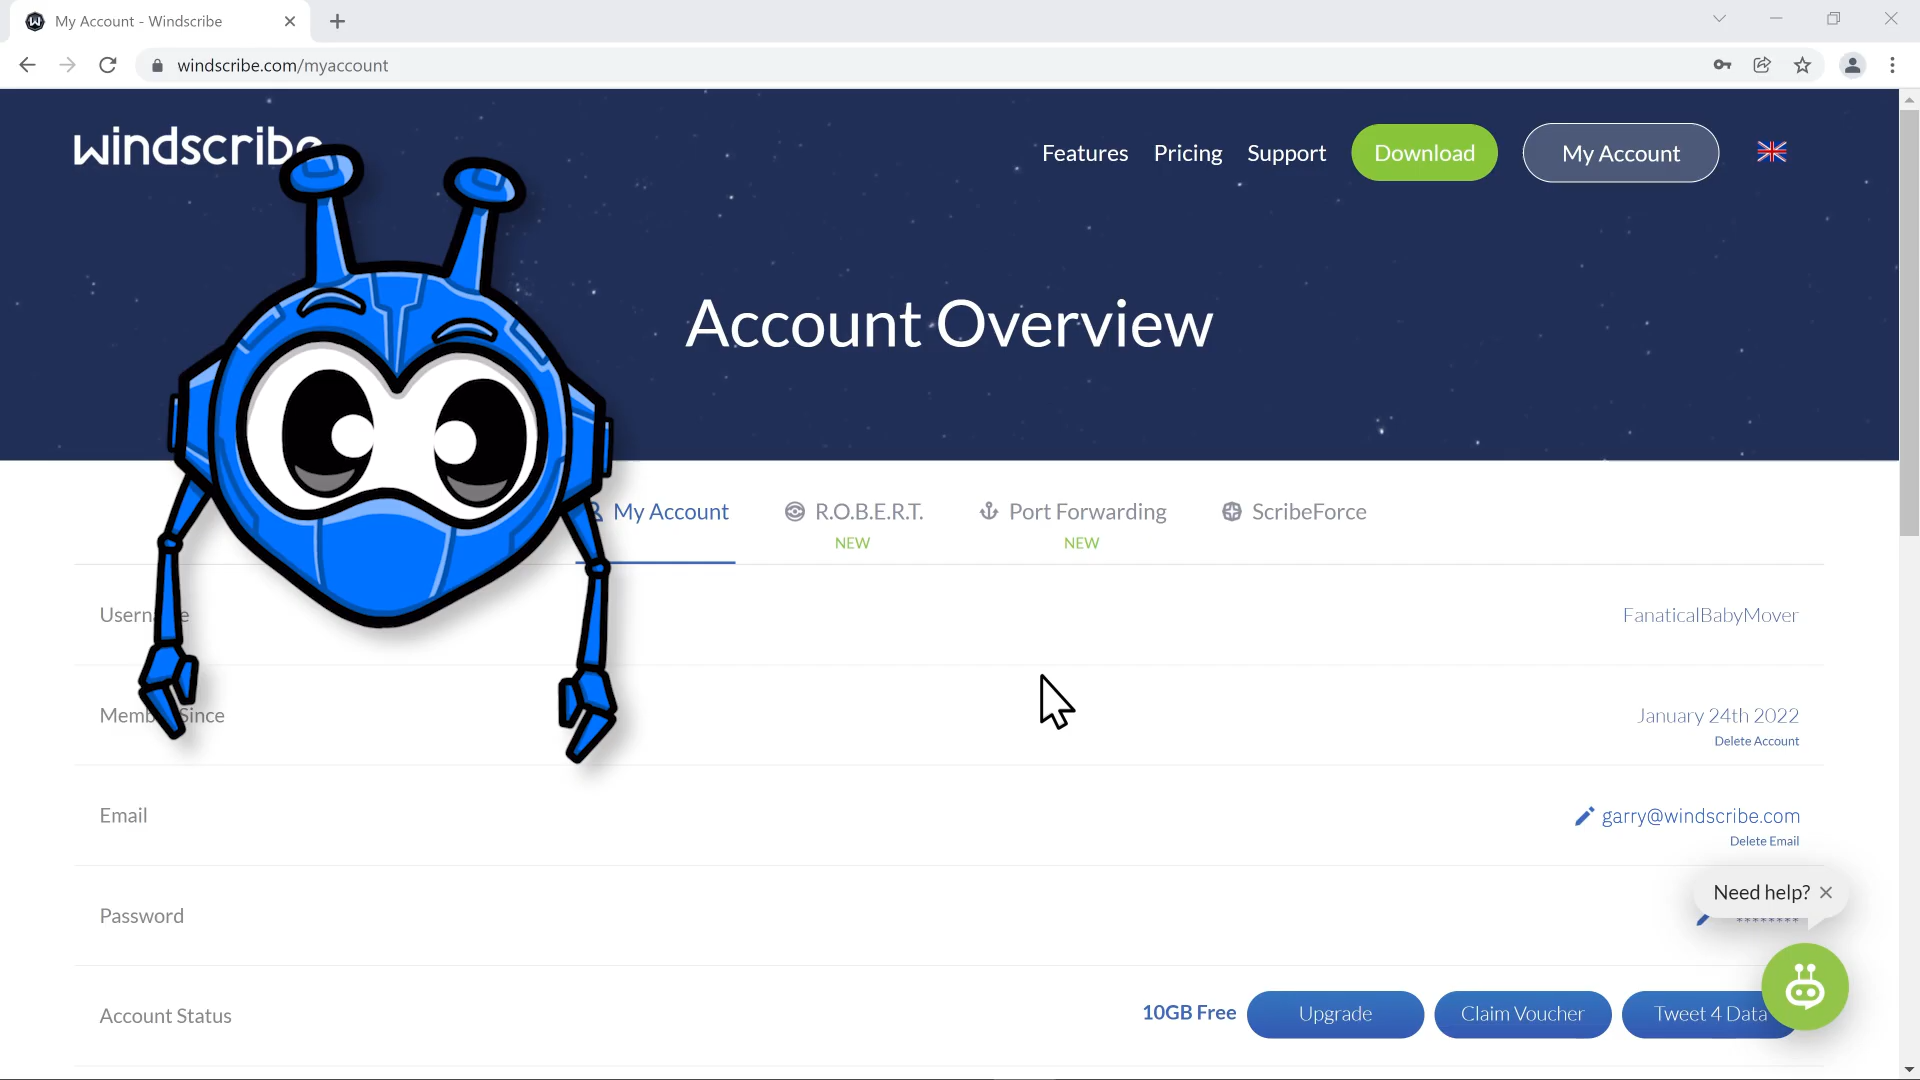 My Account - Windscribe
windscribe.com/myaccount
windscribe
Features Pricing Support Download My Account
Account Overview
My Account R.O.B.E.R.T. Port Forwarding ScribeForce
NEW NEW
Username FanaticalBabyMover
Member Since January 24th 2022
Delete Account
Email garry@windscribe.com
Delete Email
Need help?
Password ********
Account Status 10GB Free Upgrade Claim Voucher Tweet 4 Data